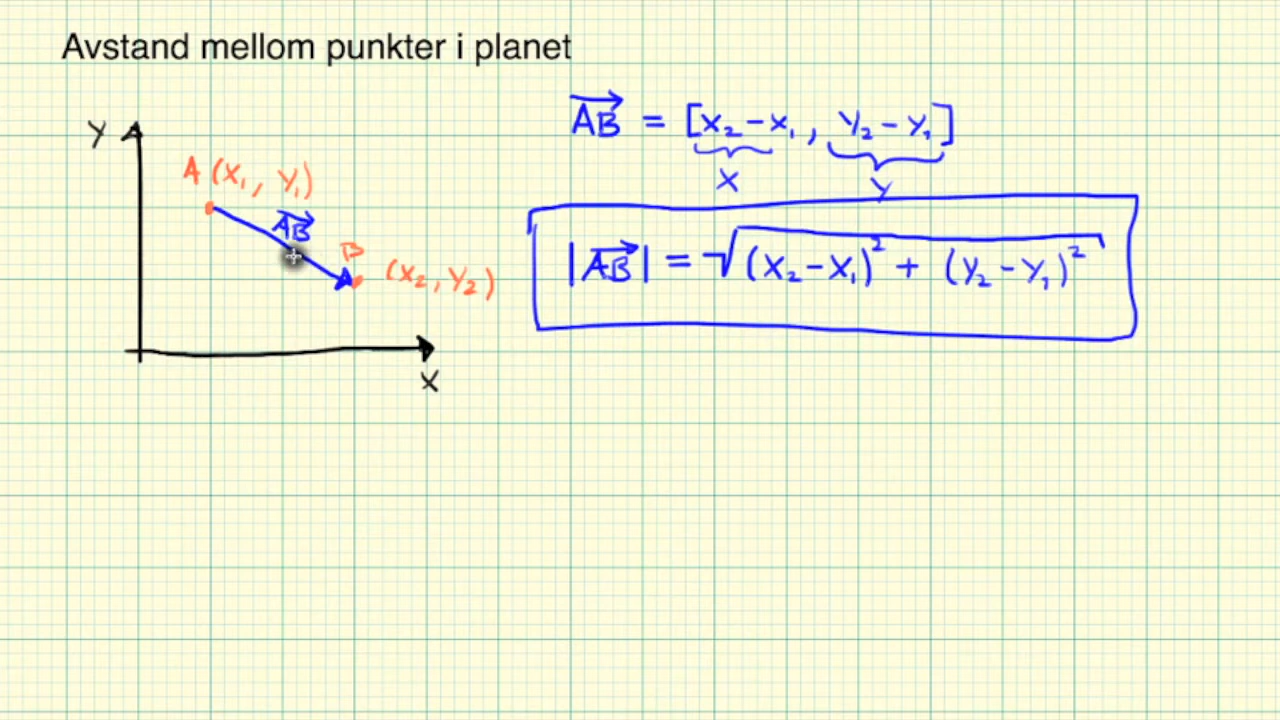 Avstand mellom punkter i planet
AB = [x₂-x₁, y₂-y₁]
x
y
y
A (x₁, y₁)
AB
B (x₂, y₂)
x
|AB| = √(x₂-x₁)² + (y₂-y₁)²